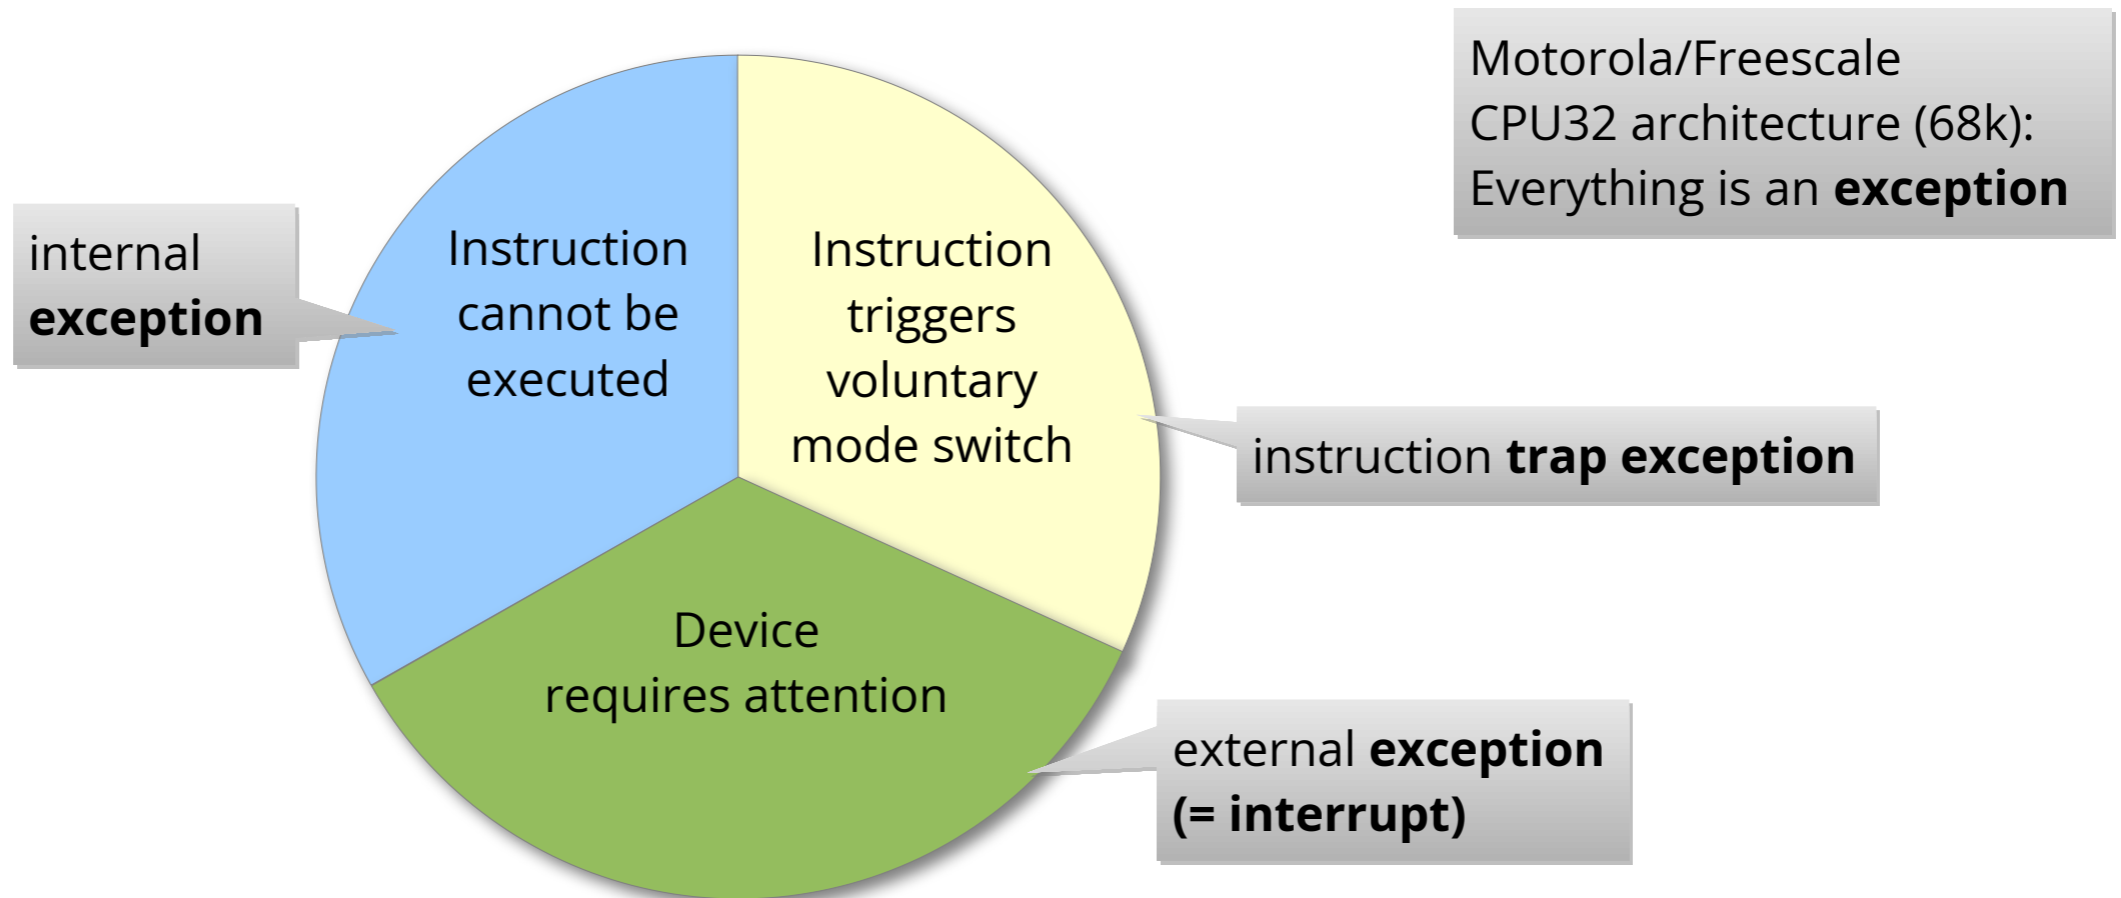 Motorola/Freescale
CPU32 architecture (68k):
Everything is an exception
internal
exception
Instruction
cannot be
executed
Instruction
triggers
voluntary
mode switch
instruction trap exception
Device
requires attention
external exception
(= interrupt)